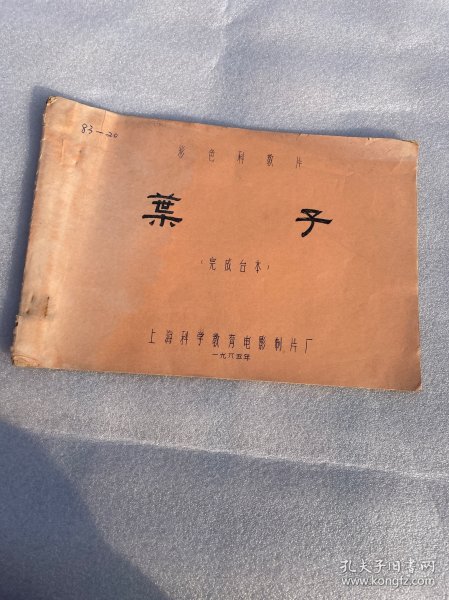 83-20
彩色科教片
葉子
(完成台本)
上海科学教育电影制片厂
一九八五年
孔夫子旧书网
www.kongfz.com